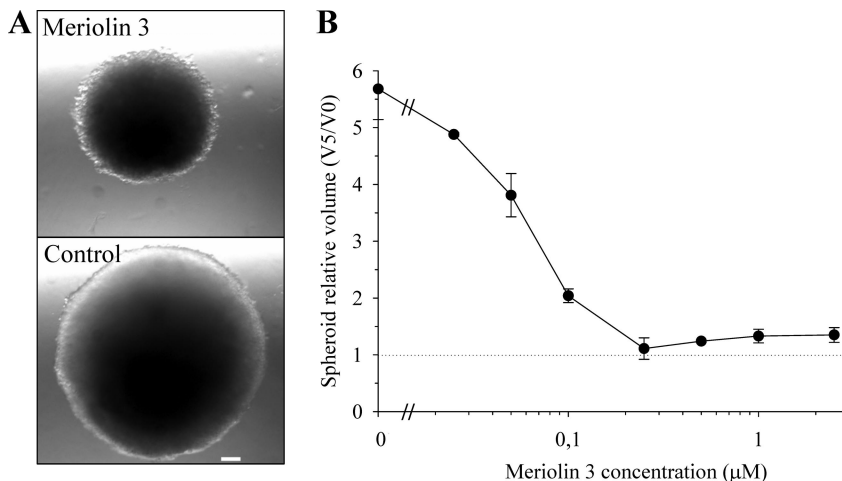 A
Meriolin 3
Control
B
Spheroid relative volume (V5/V0)
6
5
4
3
2
1
0
0
0,1
1
Meriolin 3 concentration (μM)